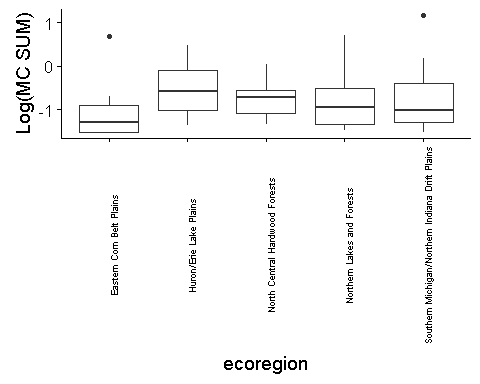 Log(MC SUM)
1
0
-1
Eastern Corn Belt Plains
Huron/Erie Lake Plains
North Central Hardwood Forests
Northern Lakes and Forests
Southern Michigan/Northern Indiana Drift Plains
ecoregion